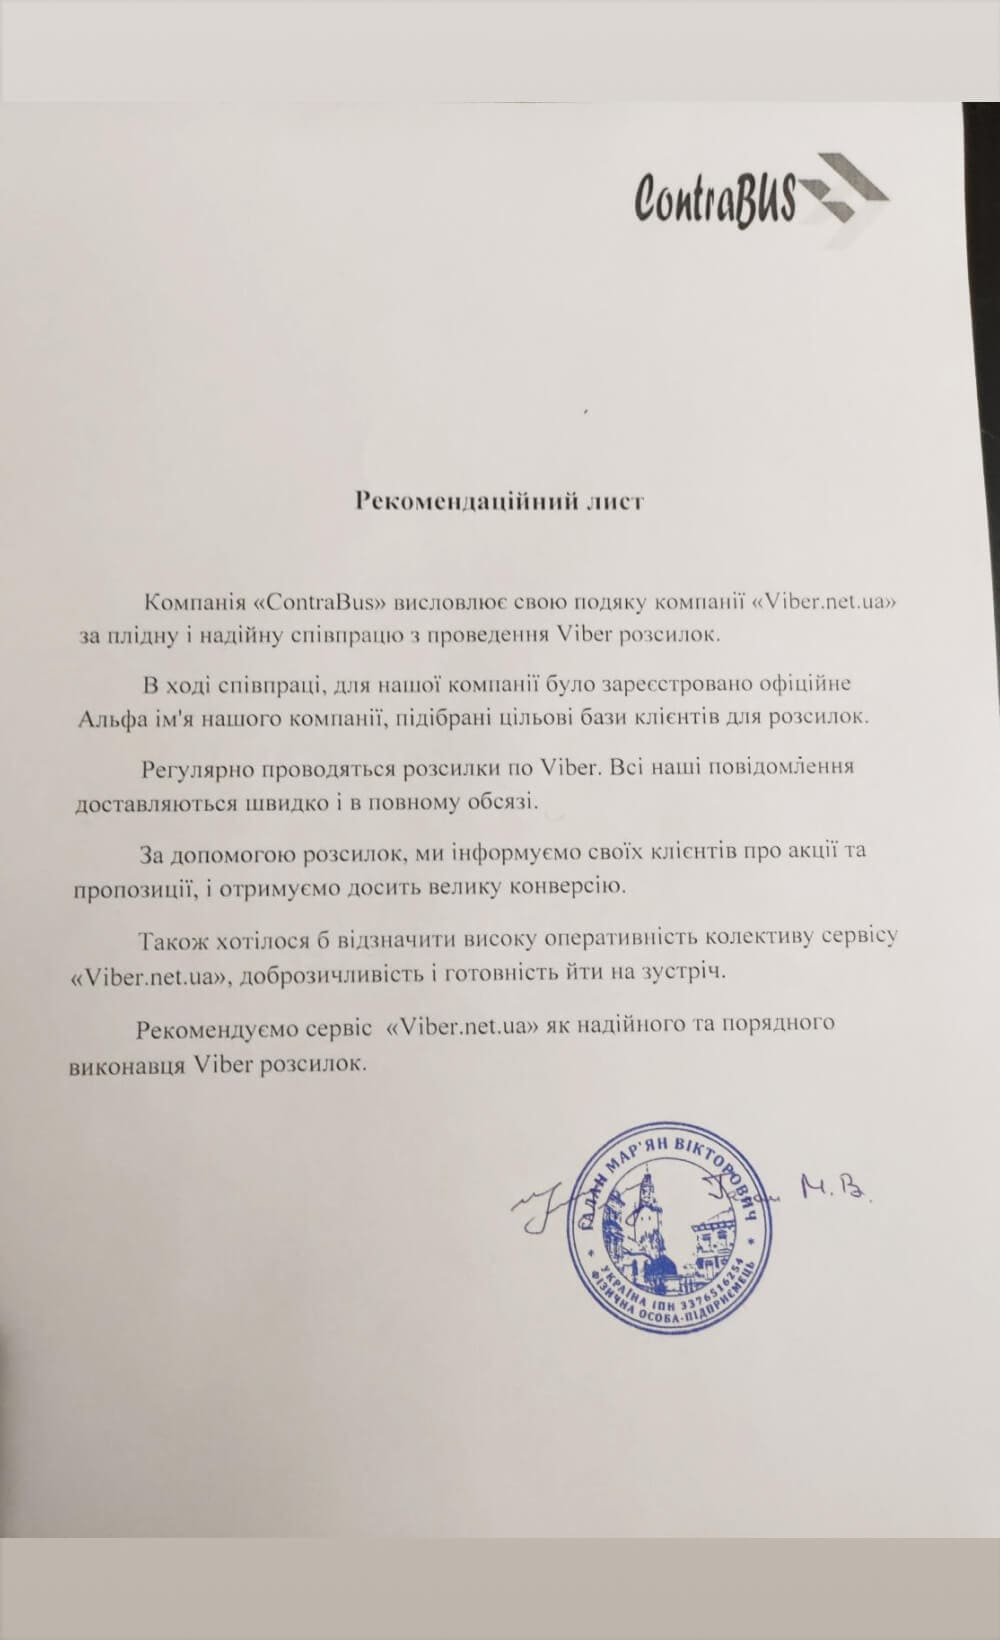 ContraBUS
Рекомендаційний лист
Компанія «ContraBus» висловлює свою подяку компанії «Viber.net.ua»
за плідну і надійну співпрацю з проведення Viber розсилок.
В ході співпраці, для нашої компанії було зареєстровано офіційне
Альфа ім'я нашого компанії, підібрані цільові бази клієнтів для розсилок.
Регулярно проводяться розсилки по Viber. Всі наші повідомлення
доставляються швидко і в повному обсязі.
За допомогою розсилок, ми інформуємо своїх клієнтів про акції та
пропозиції, і отримуємо досить велику конверсію.
Також хотілося б відзначити високу оперативність колективу сервісу
«Viber.net.ua», доброзичливість і готовність йти на зустріч.
Рекомендуємо сервіс «Viber.net.ua» як надійного та порядного
виконавця Viber розсилок.
ГАДАН МАР'ЯН ВІКТОРОВИЧ
М.В.
* УКРАЇНА ІПН 3376516254 *
ФІЗИЧНА ОСОБА-ПІДПРИЄМЕЦЬ